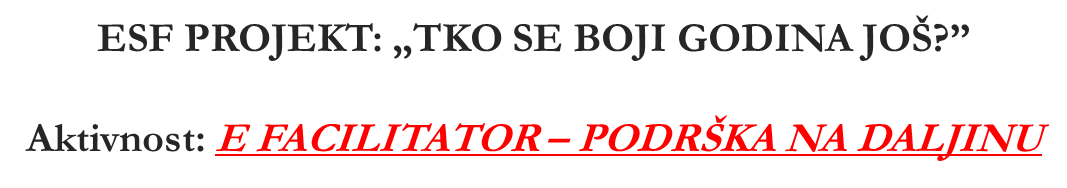 ESF PROJEKT: „TKO SE BOJI GODINA JOŠ?”
Aktivnost: E FACILITATOR – PODRŠKA NA DALJINU